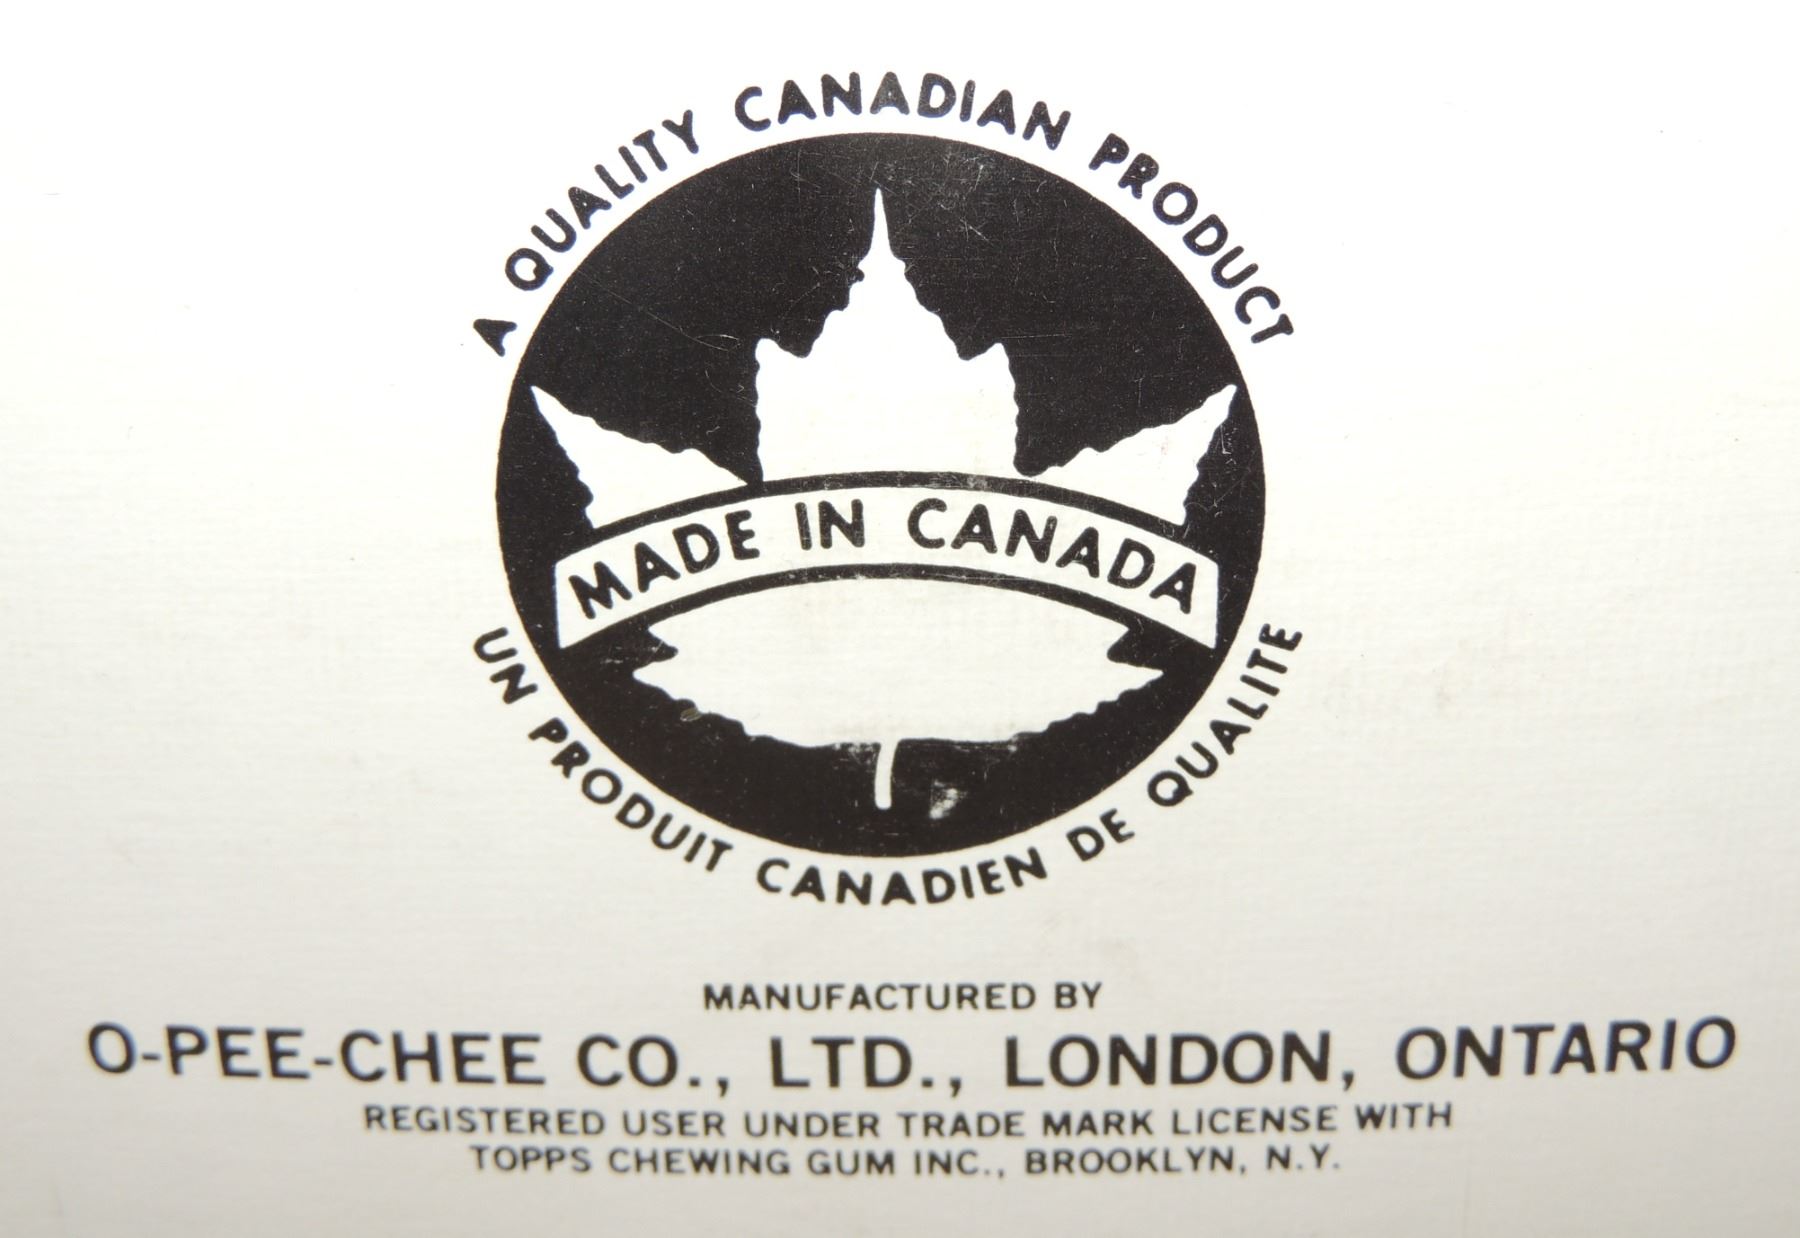 A QUALITY CANADIAN PRODUCT
MADE IN CANADA
UN PRODUIT CANADIEN DE QUALITE
MANUFACTURED BY
O-PEE-CHEE CO., LTD., LONDON, ONTARIO
REGISTERED USER UNDER TRADE MARK LICENSE WITH
TOPPS CHEWING GUM INC., BROOKLYN, N.Y.